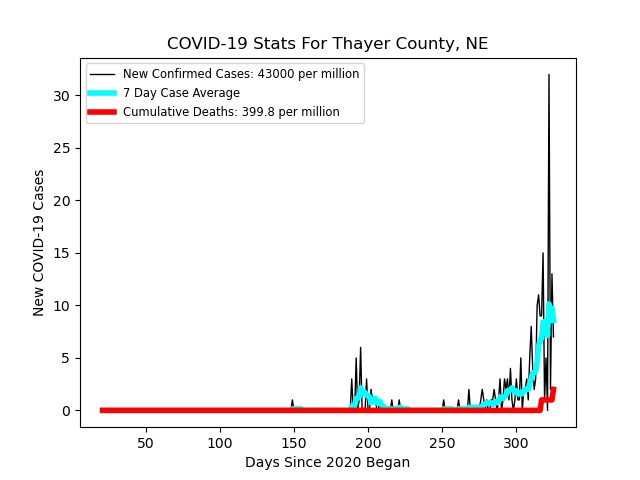 COVID-19 Stats For Thayer County, NE
New Confirmed Cases: 43000 per million
7 Day Case Average
Cumulative Deaths: 399.8 per million
New COVID-19 Cases
30
25
20
15
10
5
0
50
100
150
200
250
300
Days Since 2020 Began